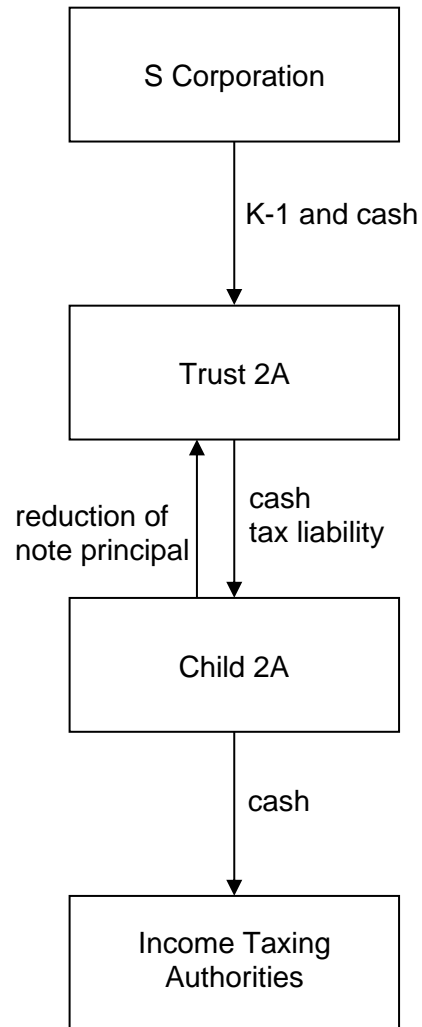 S Corporation
K-1 and cash
Trust 2A
reduction of
note principal
cash
tax liability
Child 2A
cash
Income Taxing
Authorities